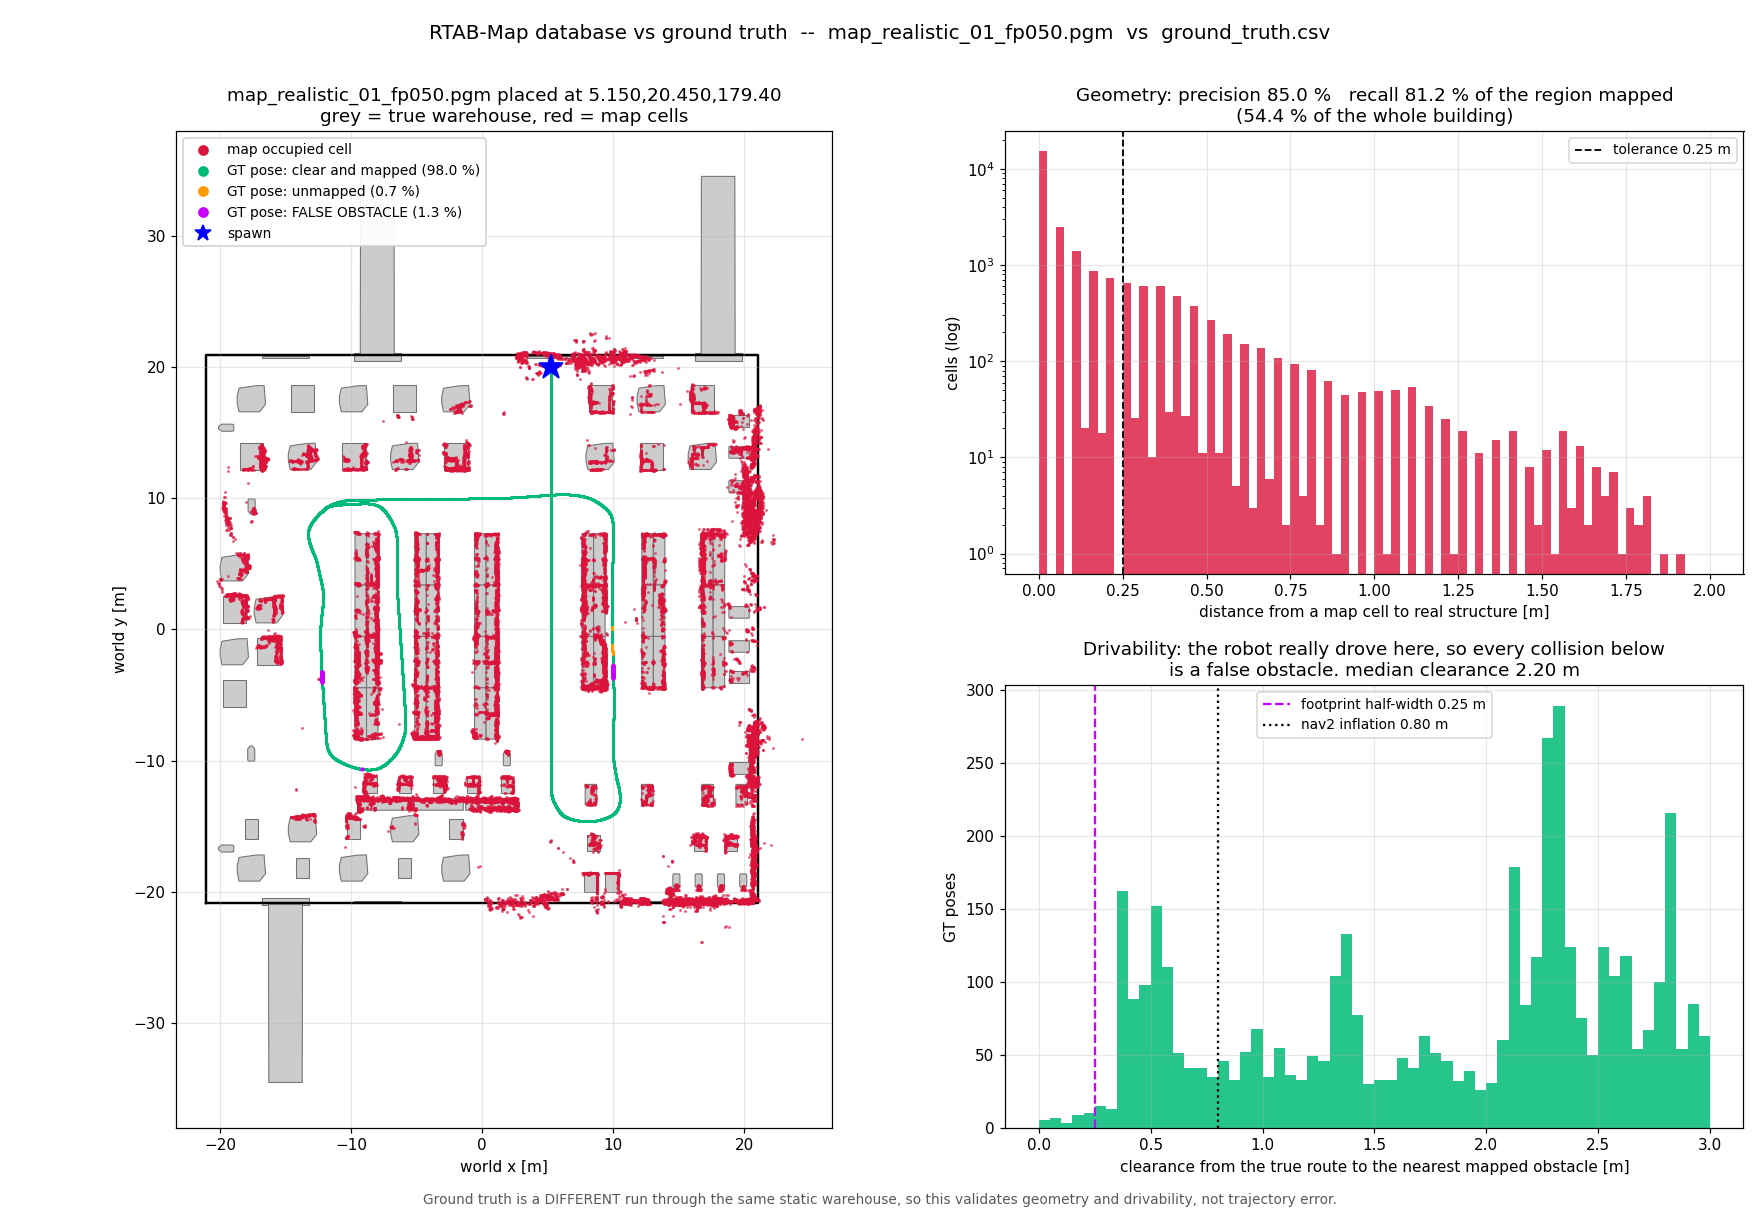 RTAB-Map database vs ground truth  --  map_realistic_01_fp050.pgm  vs  ground_truth.csv
map_realistic_01_fp050.pgm placed at 5.150,20.450,179.40
grey = true warehouse, red = map cells
map occupied cell
GT pose: clear and mapped (98.0 %)
GT pose: unmapped (0.7 %)
GT pose: FALSE OBSTACLE (1.3 %)
spawn
30
20
10
0
−10
−20
−30
world y [m]
−20
−10
0
10
20
world x [m]
Geometry: precision 85.0 %   recall 81.2 % of the region mapped
(54.4 % of the whole building)
tolerance 0.25 m
10⁴
10³
10²
10¹
10⁰
cells (log)
0.00
0.25
0.50
0.75
1.00
1.25
1.50
1.75
2.00
distance from a map cell to real structure [m]
Drivability: the robot really drove here, so every collision below
is a false obstacle. median clearance 2.20 m
footprint half-width 0.25 m
nav2 inflation 0.80 m
300
250
200
150
100
50
0
GT poses
0.0
0.5
1.0
1.5
2.0
2.5
3.0
clearance from the true route to the nearest mapped obstacle [m]
Ground truth is a DIFFERENT run through the same static warehouse, so this validates geometry and drivability, not trajectory error.